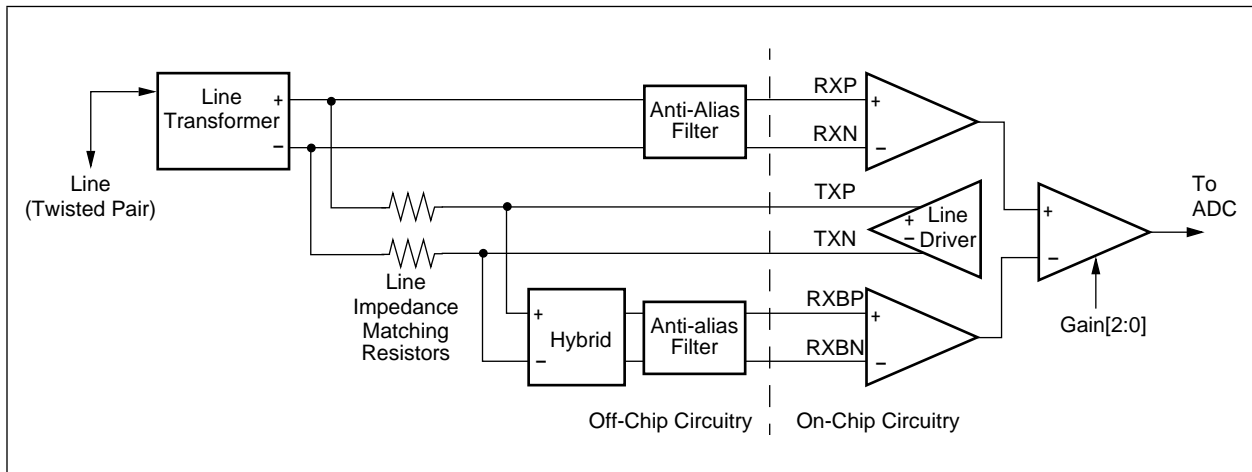 Line
Transformer
+
−
Line
(Twisted Pair)
Anti-Alias
Filter
RXP
RXN
+
−
TXP
TXN
+
−
Line
Driver
+
−
To
ADC
Gain[2:0]
Line
Impedance
Matching
Resistors
+
−
Hybrid
Anti-alias
Filter
RXBP
RXBN
+
−
Off-Chip Circuitry
On-Chip Circuitry